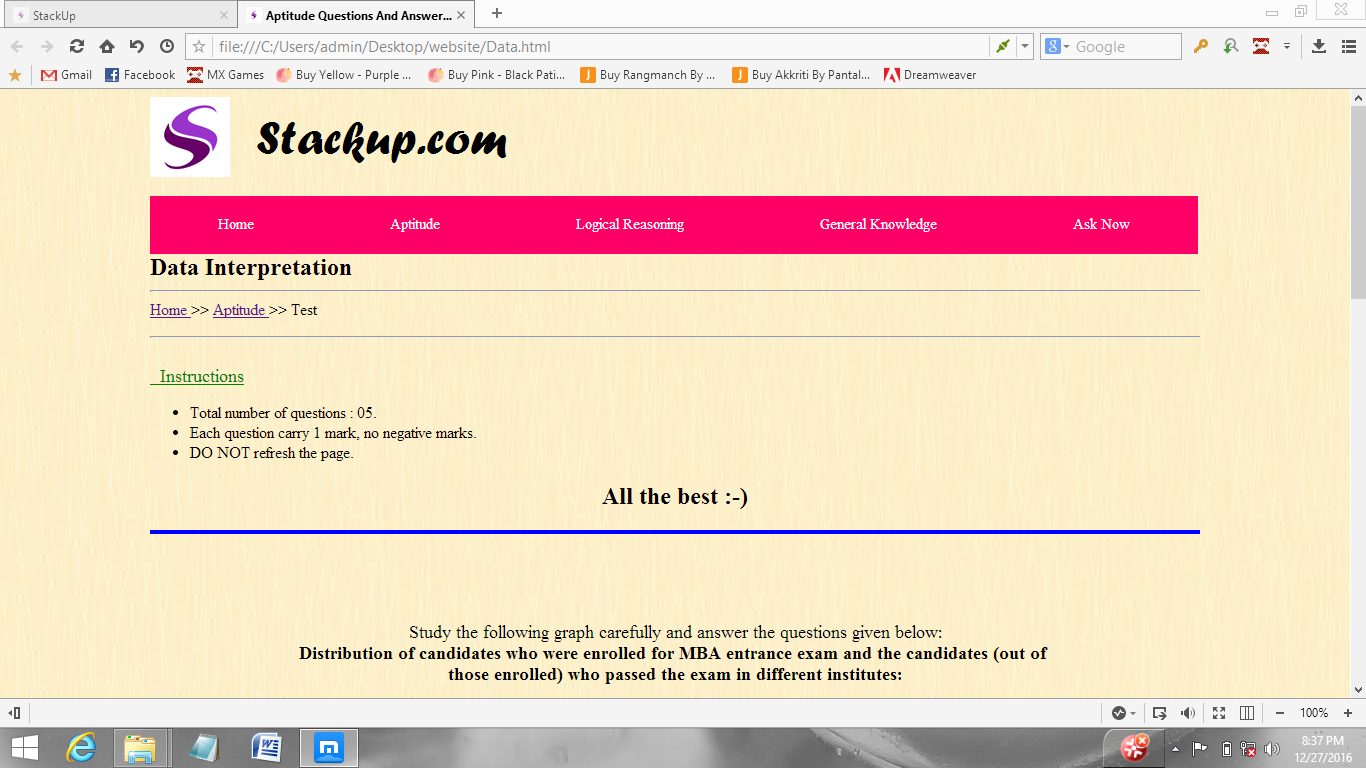 StackUp
Aptitude Questions And Answer...
file:///C:/Users/admin/Desktop/website/Data.html
Google
Gmail
Facebook
MX Games
Buy Yellow - Purple ...
Buy Pink - Black Pati...
Buy Rangmanch By ...
Buy Akkriti By Pantal...
Dreamweaver
Stackup.com
Home
Aptitude
Logical Reasoning
General Knowledge
Ask Now
Data Interpretation
Home >> Aptitude >> Test
Instructions
• Total number of questions : 05.
• Each question carry 1 mark, no negative marks.
• DO NOT refresh the page.
All the best :-)
Study the following graph carefully and answer the questions given below:
Distribution of candidates who were enrolled for MBA entrance exam and the candidates (out of
those enrolled) who passed the exam in different institutes:
100%
8:37 PM
12/27/2016